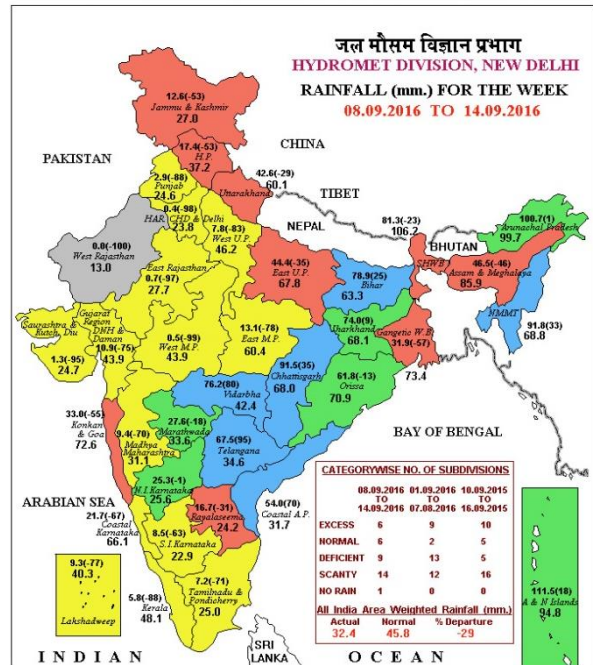 जल मौसम विज्ञान प्रभाग
HYDROMET DIVISION, NEW DELHI
RAINFALL (mm.) FOR THE WEEK
08.09.2016 TO 14.09.2016
12.6(-53)
Jammu & Kashmir
27.0
CHINA
17.4(-53)
H.P.
37.2
PAKISTAN
42.6(-29)
Uttarakhand
60.1
TIBET
2.9(-88)
Punjab
24.6
0.4(-98)
HAR. CHD & Delhi
23.8
7.8(-83)
West U.P.
46.2
NEPAL
81.3(-23)
106.2
SHWB
BHUTAN
100.7(1)
Arunachal Pradesh
99.7
0.0(-100)
West Rajasthan
13.0
East Rajasthan
0.7(-97)
27.7
44.4(-35)
East U.P.
67.8
78.9(25)
Bihar
63.3
46.5(-46)
Assam & Meghalaya
85.9
NMMT
91.8(33)
68.8
Saurashtra &
Kutch, Diu
1.3(-95)
24.7
Gujarat
Region
DNH &
Daman
10.9(-75)
43.9
0.5(-99)
West M.P.
43.9
13.1(-78)
East M.P.
60.4
74.0(9)
Jharkhand
68.1
Gangetic W.B.
31.9(-57)
73.4
91.5(35)
Chhattisgarh
68.0
61.8(-13)
Orissa
70.9
76.2(80)
Vidarbha
42.4
33.0(-55)
Konkan
& Goa
72.6
9.4(-70)
Madhya
Maharashtra
31.1
27.6(-18)
Marathwada
33.6
67.5(95)
Telangana
34.6
BAY OF BENGAL
ARABIAN SEA
25.3(-1)
N.I.Karnataka
25.6
16.7(-31)
Rayalaseema
24.2
54.0(70)
Coastal A.P.
31.7
21.7(-67)
Coastal
Karnataka
66.1
8.5(-63)
S.I.Karnataka
22.9
9.3(-77)
40.3
Lakshadweep
5.8(-88)
Kerala
48.1
7.2(-71)
Tamilnadu &
Pondicherry
25.0
CATEGORYWISE NO. OF SUBDIVISIONS
08.09.2016 01.09.2016 10.09.2015
TO TO TO
14.09.2016 07.08.2016 16.09.2015
EXCESS 6 9 10
NORMAL 6 2 5
DEFICIENT 9 13 5
SCANTY 14 12 16
NO RAIN 1 0 0
All India Area Weighted Rainfall (mm.)
Actual Normal % Departure
32.4 45.8 -29
111.5(18)
A & N Islands
94.8
SRI
LANKA
INDIAN OCEAN